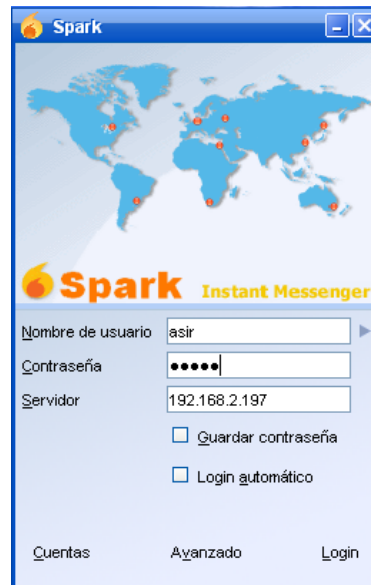 Spark
Spark Instant Messenger
Nombre de usuario asir
Contraseña •••••
Servidor 192.168.2.197
Guardar contraseña
Login automático
Cuentas Avanzado Login